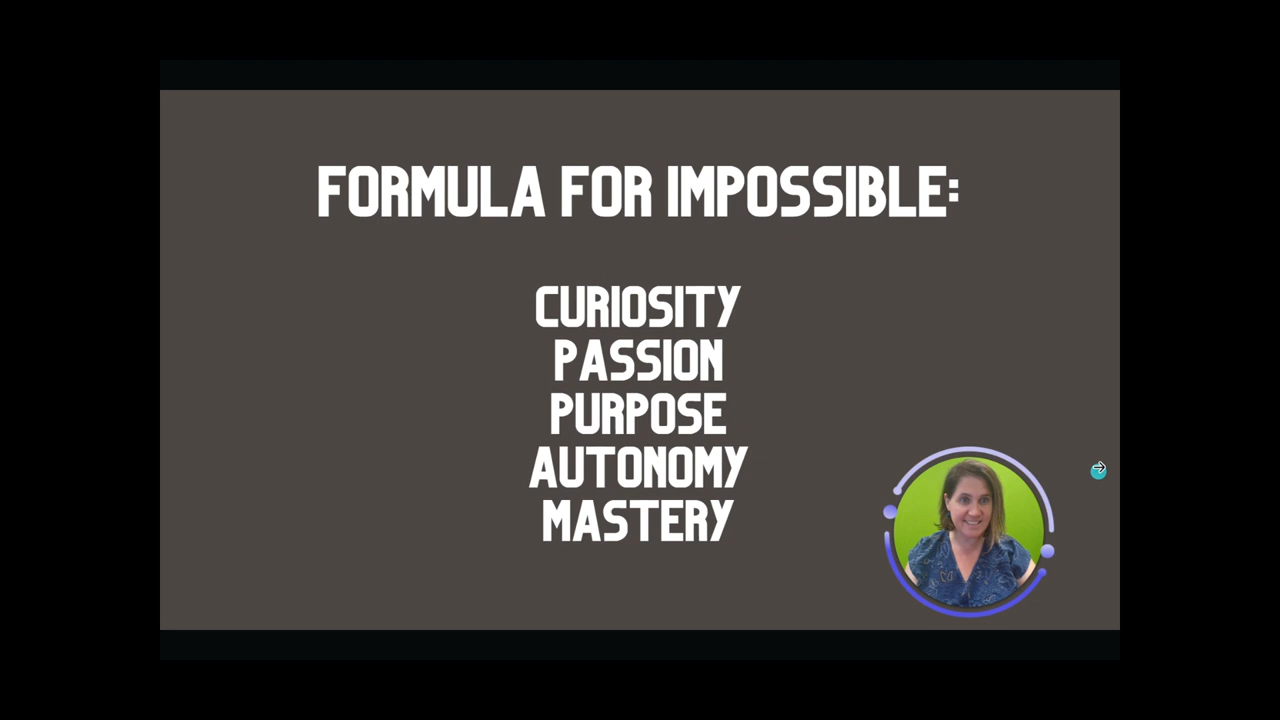 FORMULA FOR IMPOSSIBLE:
CURIOSITY
PASSION
PURPOSE
AUTONOMY
MASTERY